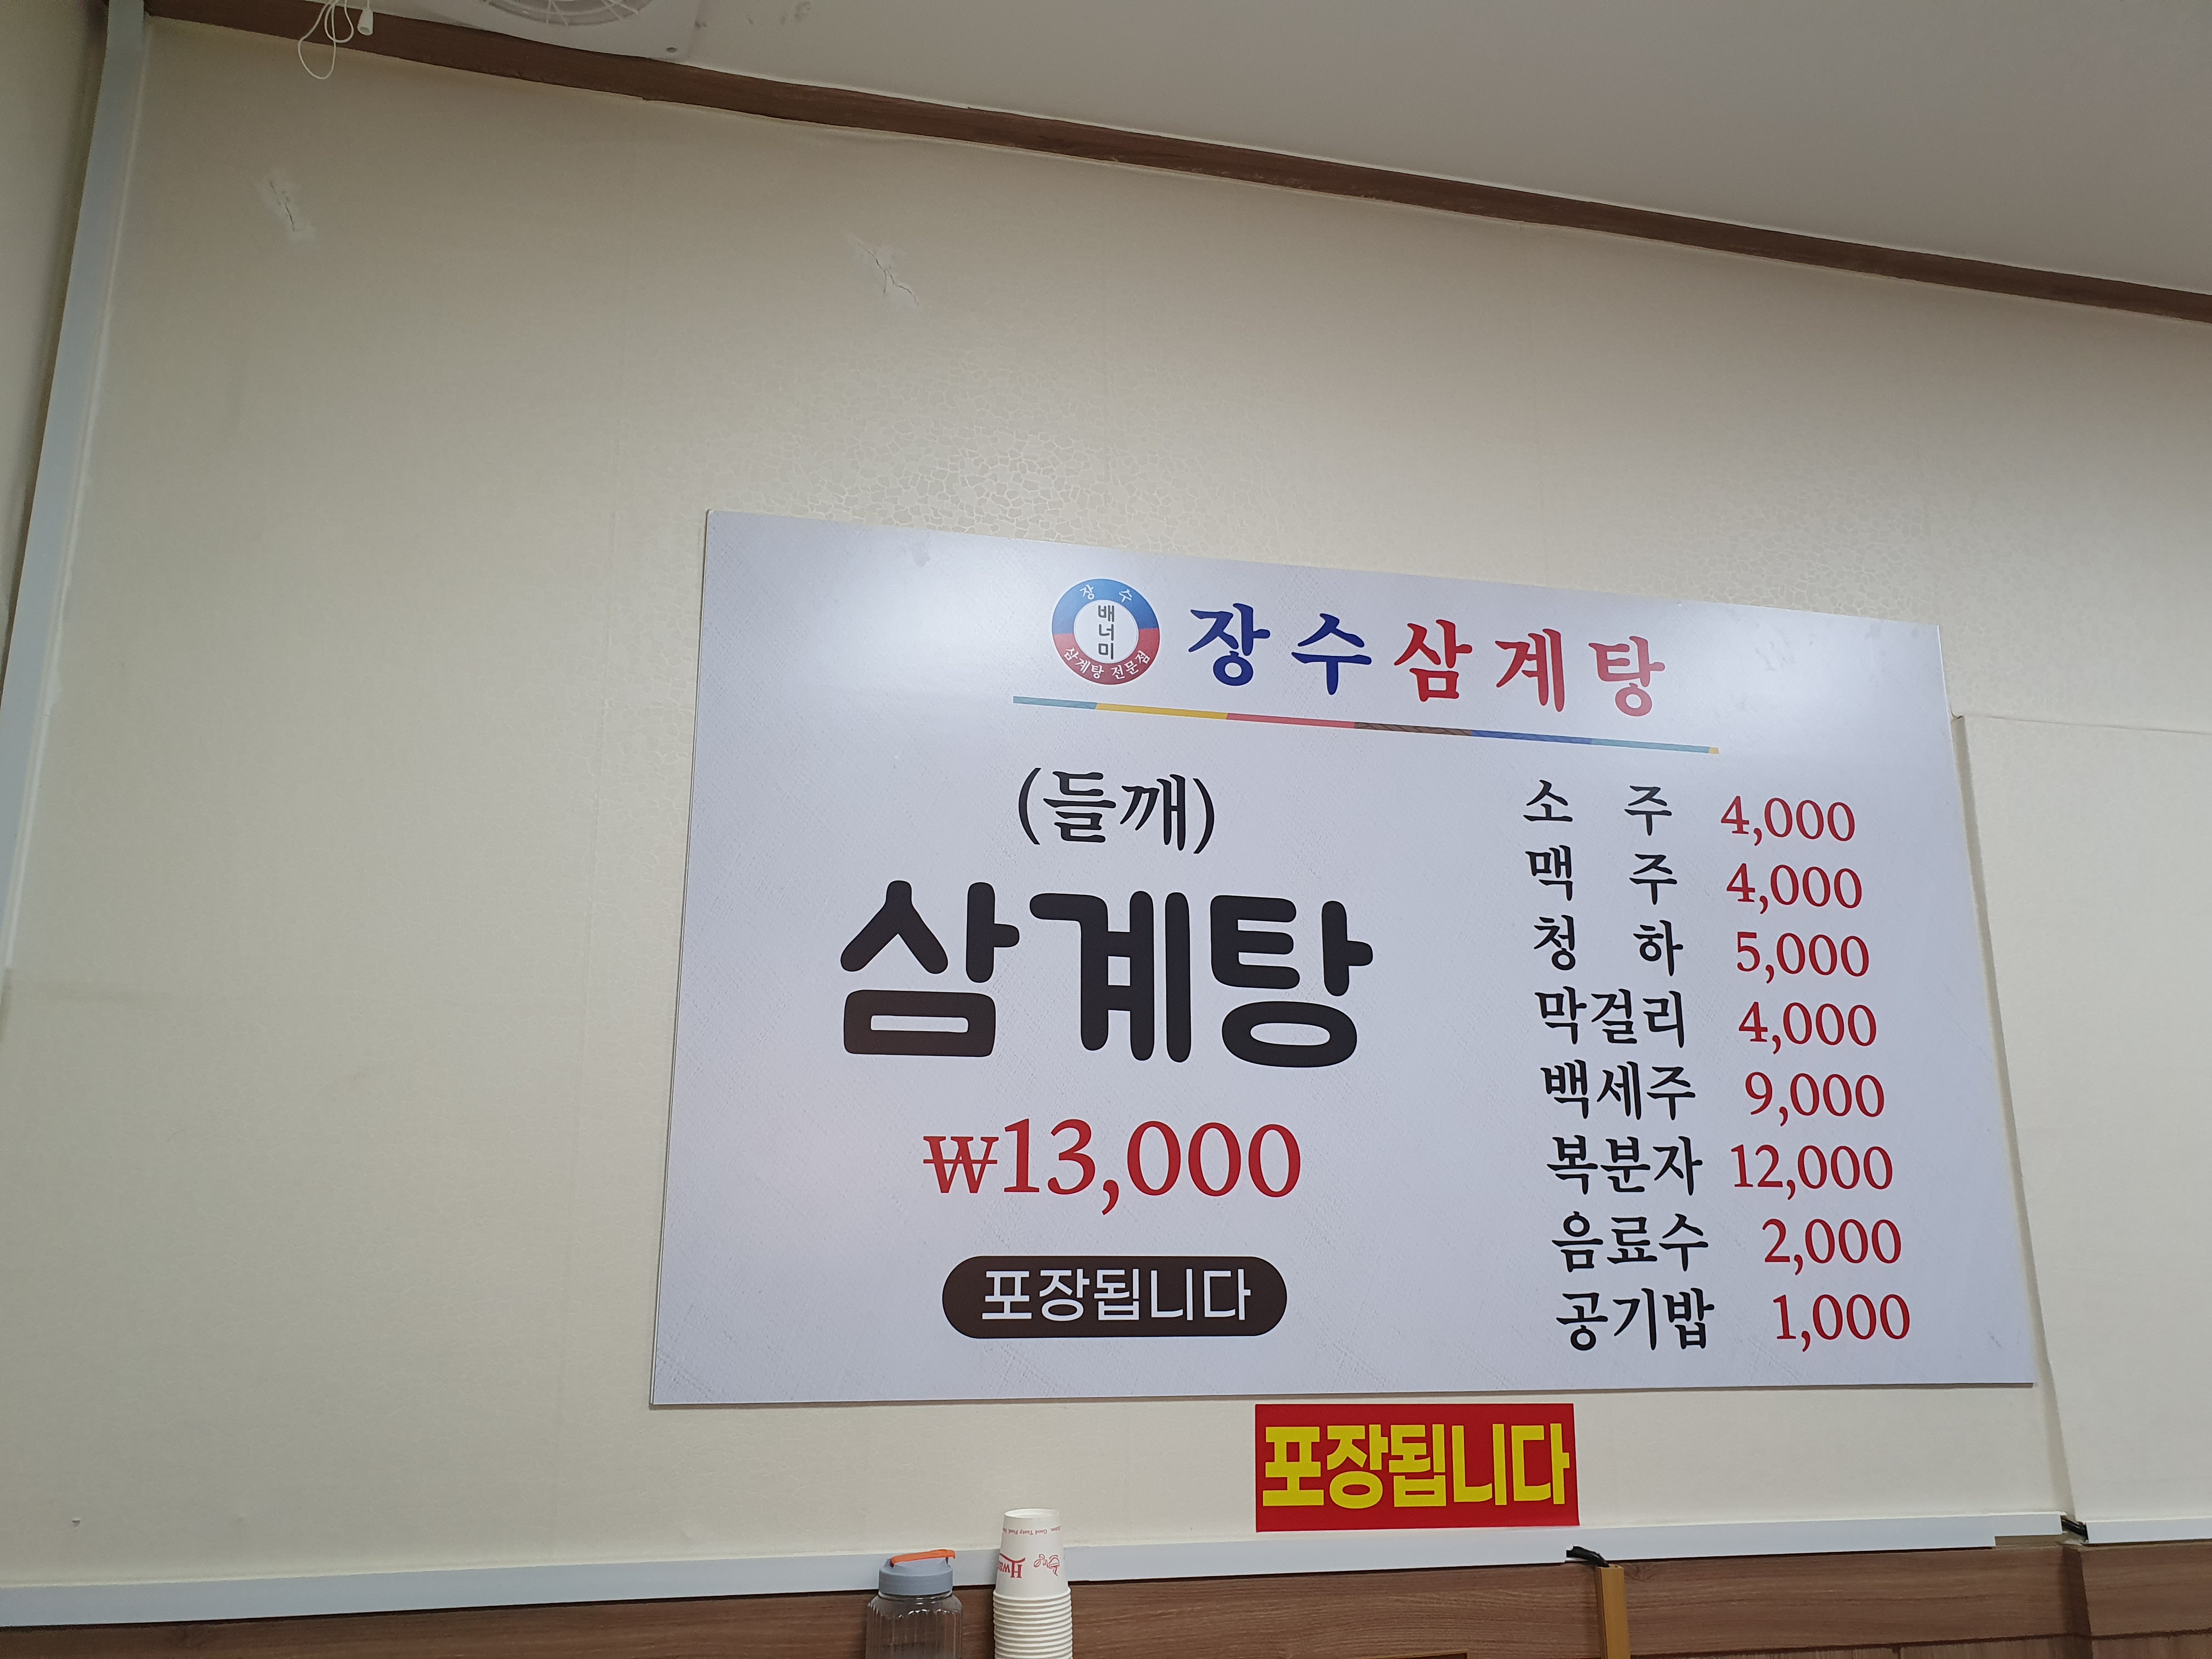 장 수
배
너
미
삼계탕 전문점
장수삼계탕
(들깨)
삼계탕
₩13,000
포장됩니다
소 주 4,000
맥 주 4,000
청 하 5,000
막걸리 4,000
백세주 9,000
복분자 12,000
음료수 2,000
공기밥 1,000
포장됩니다